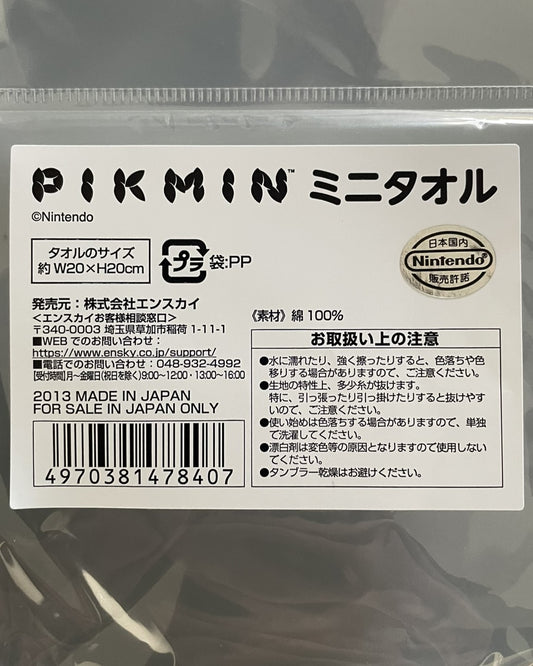 PIKMIN™ ミニタオル
©Nintendo
タオルのサイズ
約 W20×H20cm
プラ
袋:PP
日本国内
Nintendo®
販売許諾
発売元：株式会社エンスカイ
<エンスカイお客様相談窓口>
〒340-0003 埼玉県草加市稲荷 1-11-1
■WEB でのお問い合わせ：
https://www.ensky.co.jp/support/
■電話でのお問い合わせ：048-932-4992
[受付時間]月〜金曜日(祝日を除く)9:00〜12:00・13:00〜16:00
2013 MADE IN JAPAN
FOR SALE IN JAPAN ONLY
4970381478407
《素材》綿 100%
お取扱い上の注意
●水に濡れたり、強く擦ったりすると、色落ちや色
移りする場合がありますので、ご注意ください。
●生地の特性上、多少糸が抜けます。
特に、引っ張ったり引っ掛けたりすると抜けやす
いので、ご注意ください。
●使い始めは色落ちする場合がありますので、単独
で洗濯してください。
●漂白剤は変色等の原因となりますので使用しない
でください。
●タンブラー乾燥はお避けください。